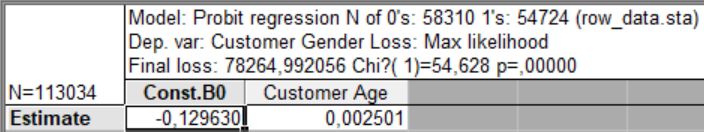 Model: Probit regression N of 0's: 58310 1's: 54724 (row_data.sta)
Dep. var: Customer Gender Loss: Max likelihood
Final loss: 78264,992056 Chi?( 1)=54,628 p=,00000
N=113034 Const.B0 Customer Age
Estimate -0,129630 0,002501